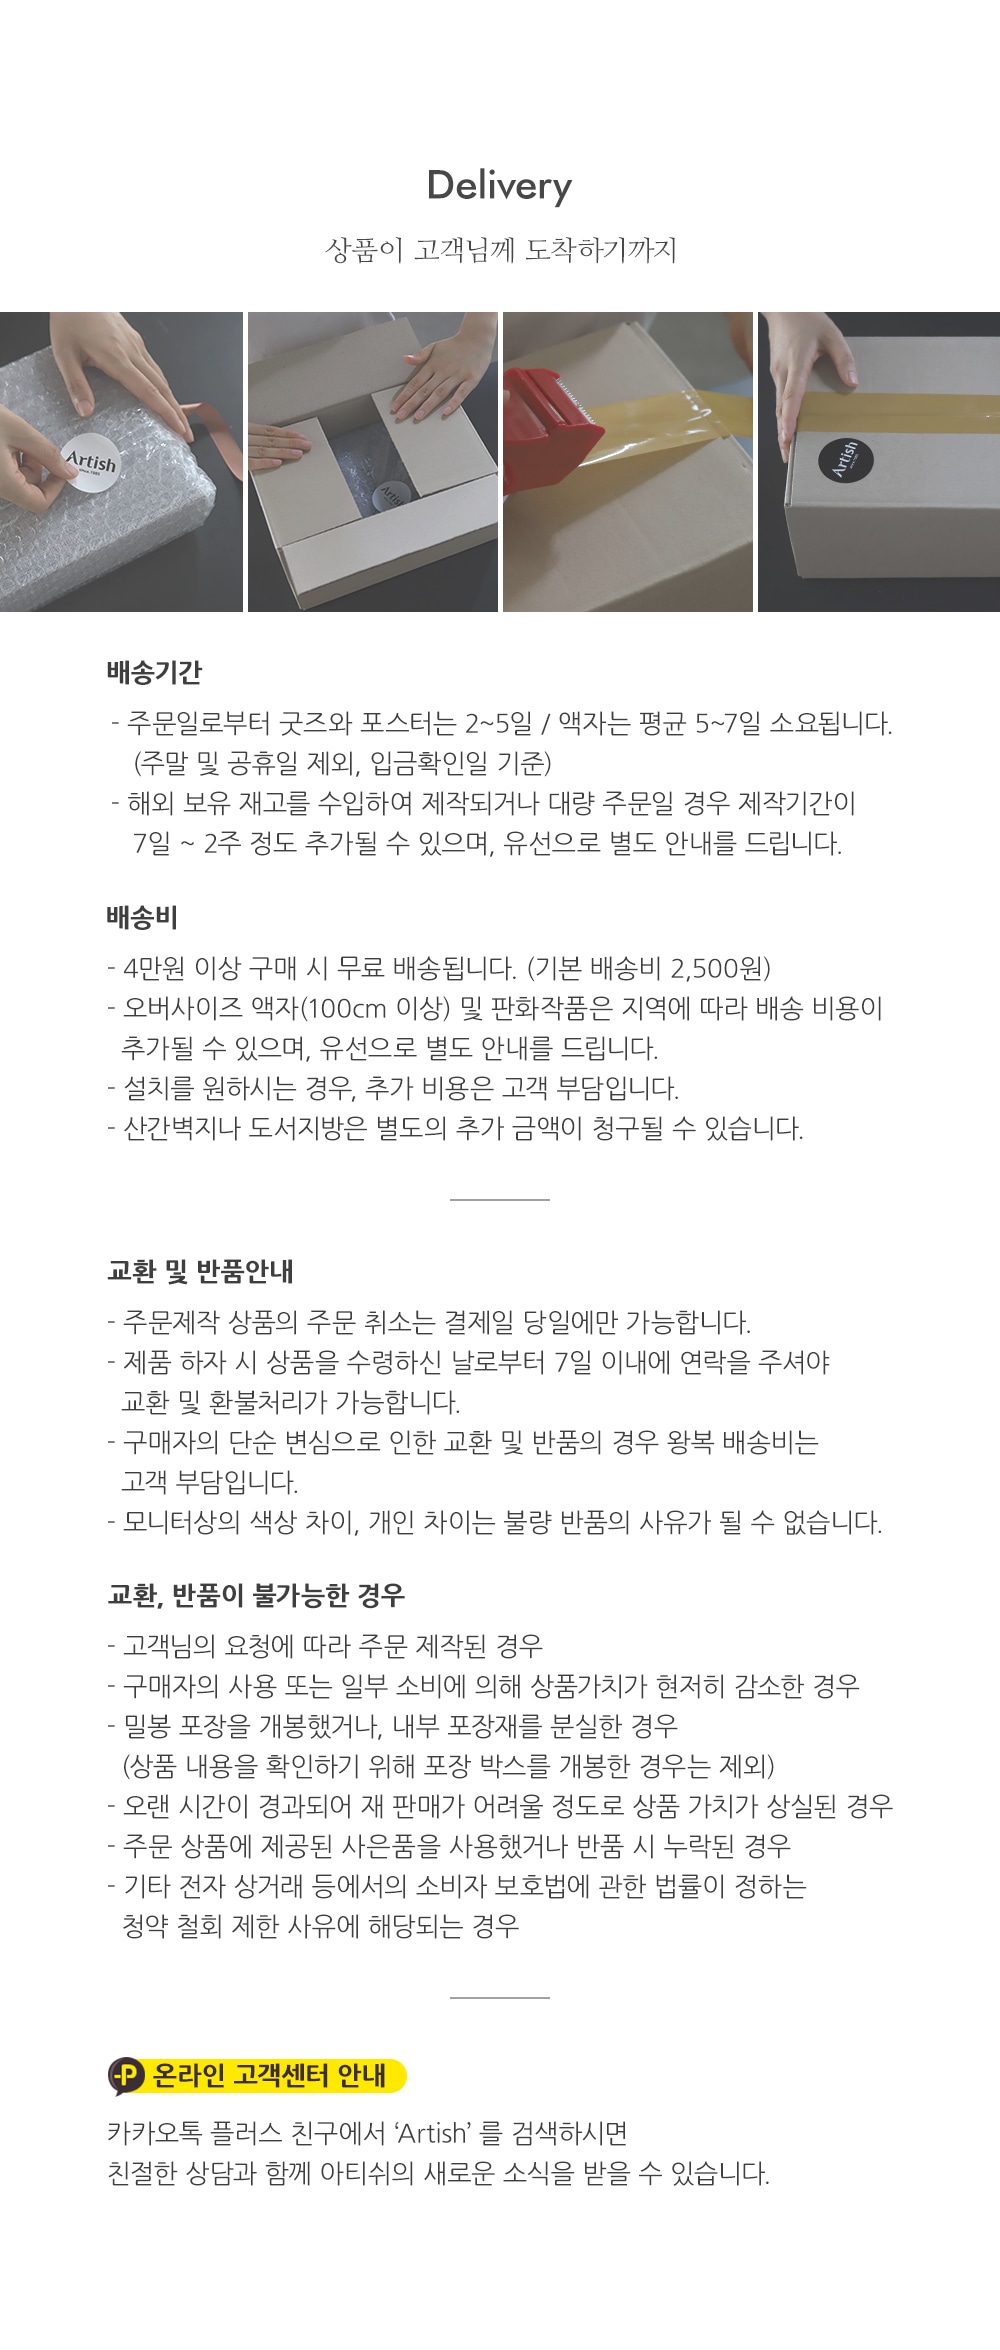 Delivery
상품이 고객님께 도착하기까지
Artish
since 1989
Artish
Artish
배송기간
- 주문일로부터 굿즈와 포스터는 2~5일 / 액자는 평균 5~7일 소요됩니다.
(주말 및 공휴일 제외, 입금확인일 기준)
- 해외 보유 재고를 수입하여 제작되거나 대량 주문일 경우 제작기간이
7일 ~ 2주 정도 추가될 수 있으며, 유선으로 별도 안내를 드립니다.
배송비
- 4만원 이상 구매 시 무료 배송됩니다. (기본 배송비 2,500원)
- 오버사이즈 액자(100cm 이상) 및 판화작품은 지역에 따라 배송 비용이
추가될 수 있으며, 유선으로 별도 안내를 드립니다.
- 설치를 원하시는 경우, 추가 비용은 고객 부담입니다.
- 산간벽지나 도서지방은 별도의 추가 금액이 청구될 수 있습니다.
교환 및 반품안내
- 주문제작 상품의 주문 취소는 결제일 당일에만 가능합니다.
- 제품 하자 시 상품을 수령하신 날로부터 7일 이내에 연락을 주셔야
교환 및 환불처리가 가능합니다.
- 구매자의 단순 변심으로 인한 교환 및 반품의 경우 왕복 배송비는
고객 부담입니다.
- 모니터상의 색상 차이, 개인 차이는 불량 반품의 사유가 될 수 없습니다.
교환, 반품이 불가능한 경우
- 고객님의 요청에 따라 주문 제작된 경우
- 구매자의 사용 또는 일부 소비에 의해 상품가치가 현저히 감소한 경우
- 밀봉 포장을 개봉했거나, 내부 포장재를 분실한 경우
(상품 내용을 확인하기 위해 포장 박스를 개봉한 경우는 제외)
- 오랜 시간이 경과되어 재 판매가 어려울 정도로 상품 가치가 상실된 경우
- 주문 상품에 제공된 사은품을 사용했거나 반품 시 누락된 경우
- 기타 전자 상거래 등에서의 소비자 보호법에 관한 법률이 정하는
청약 철회 제한 사유에 해당되는 경우
P 온라인 고객센터 안내
카카오톡 플러스 친구에서 ‘Artish’ 를 검색하시면
친절한 상담과 함께 아티쉬의 새로운 소식을 받을 수 있습니다.